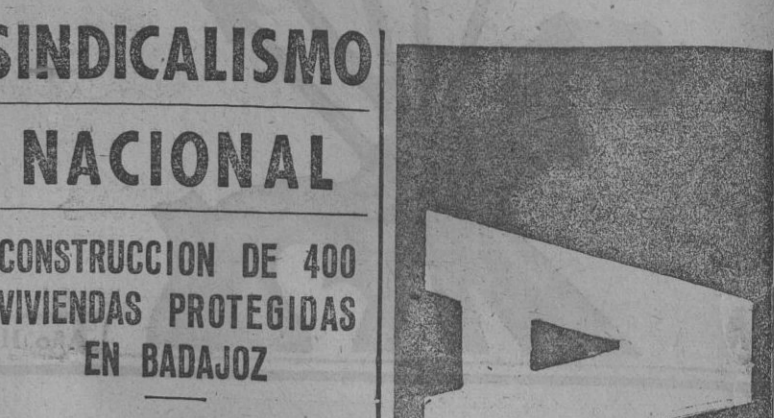 SINDICALISMO
NACIONAL
CONSTRUCCION DE 400
VIVIENDAS PROTEGIDAS
EN BADAJOZ
A